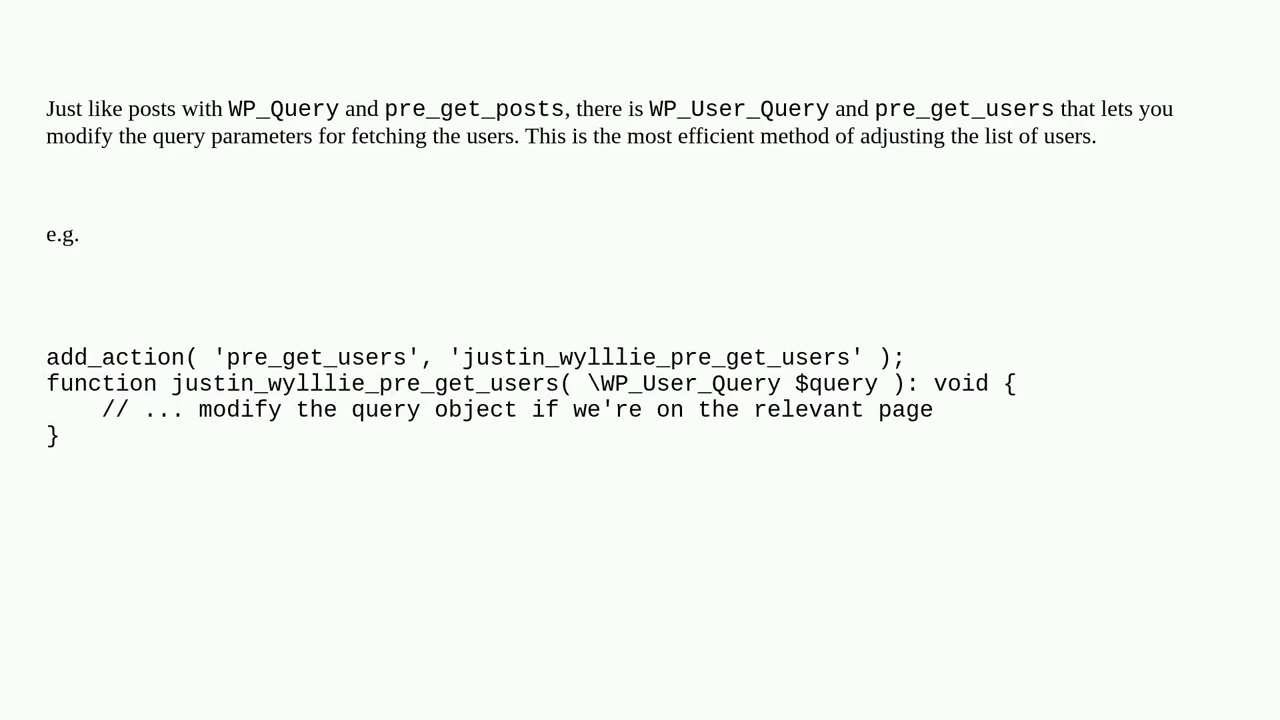 Just like posts with WP_Query and pre_get_posts, there is WP_User_Query and pre_get_users that lets you
modify the query parameters for fetching the users. This is the most efficient method of adjusting the list of users.
e.g.
add_action( 'pre_get_users', 'justin_wylllie_pre_get_users' );
function justin_wylllie_pre_get_users( \WP_User_Query $query ): void {
    // ... modify the query object if we're on the relevant page
}